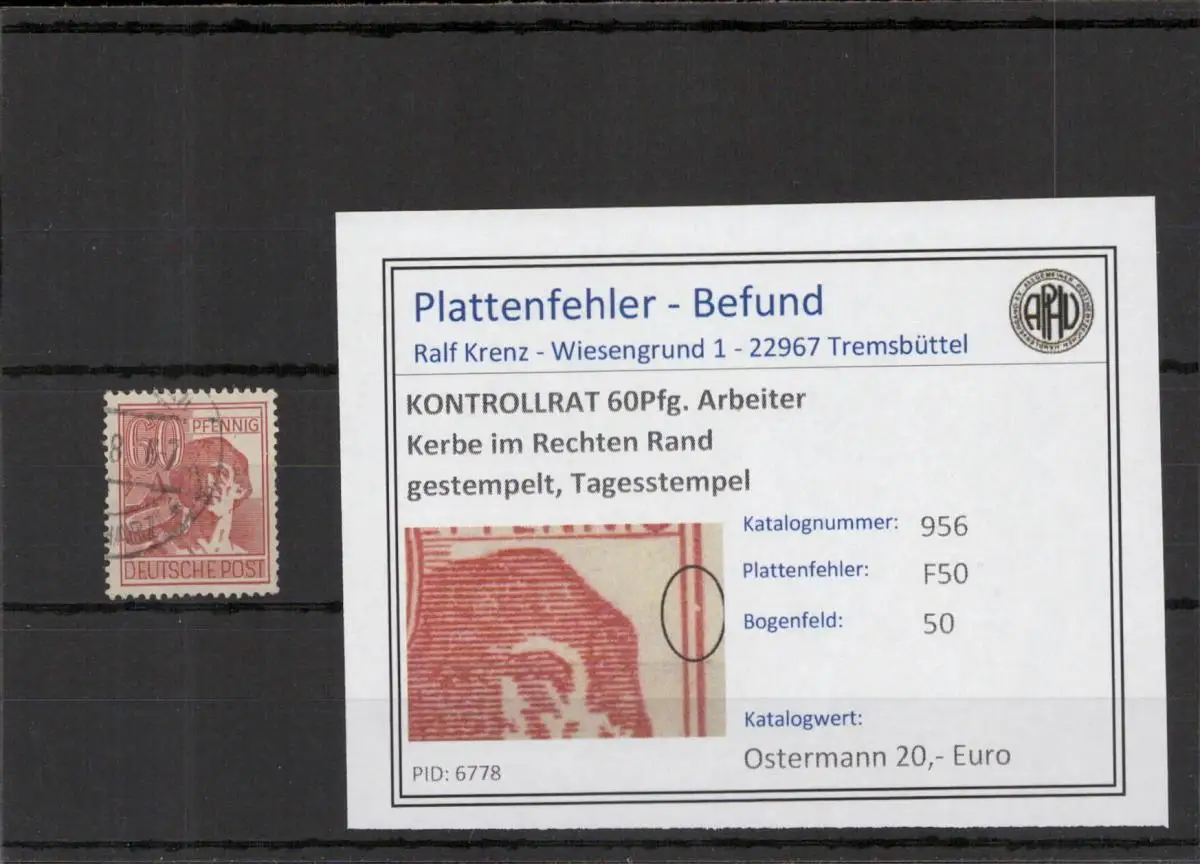 60 PFENNIG
DEUTSCHE POST
Plattenfehler - Befund
Ralf Krenz - Wiesengrund 1 - 22967 Tremsbüttel
APHV
KONTROLLRAT 60Pfg. Arbeiter
Kerbe im Rechten Rand
gestempelt, Tagesstempel
Katalognummer: 956
Plattenfehler: F50
Bogenfeld: 50
Katalogwert:
Ostermann 20,- Euro
PID: 6778